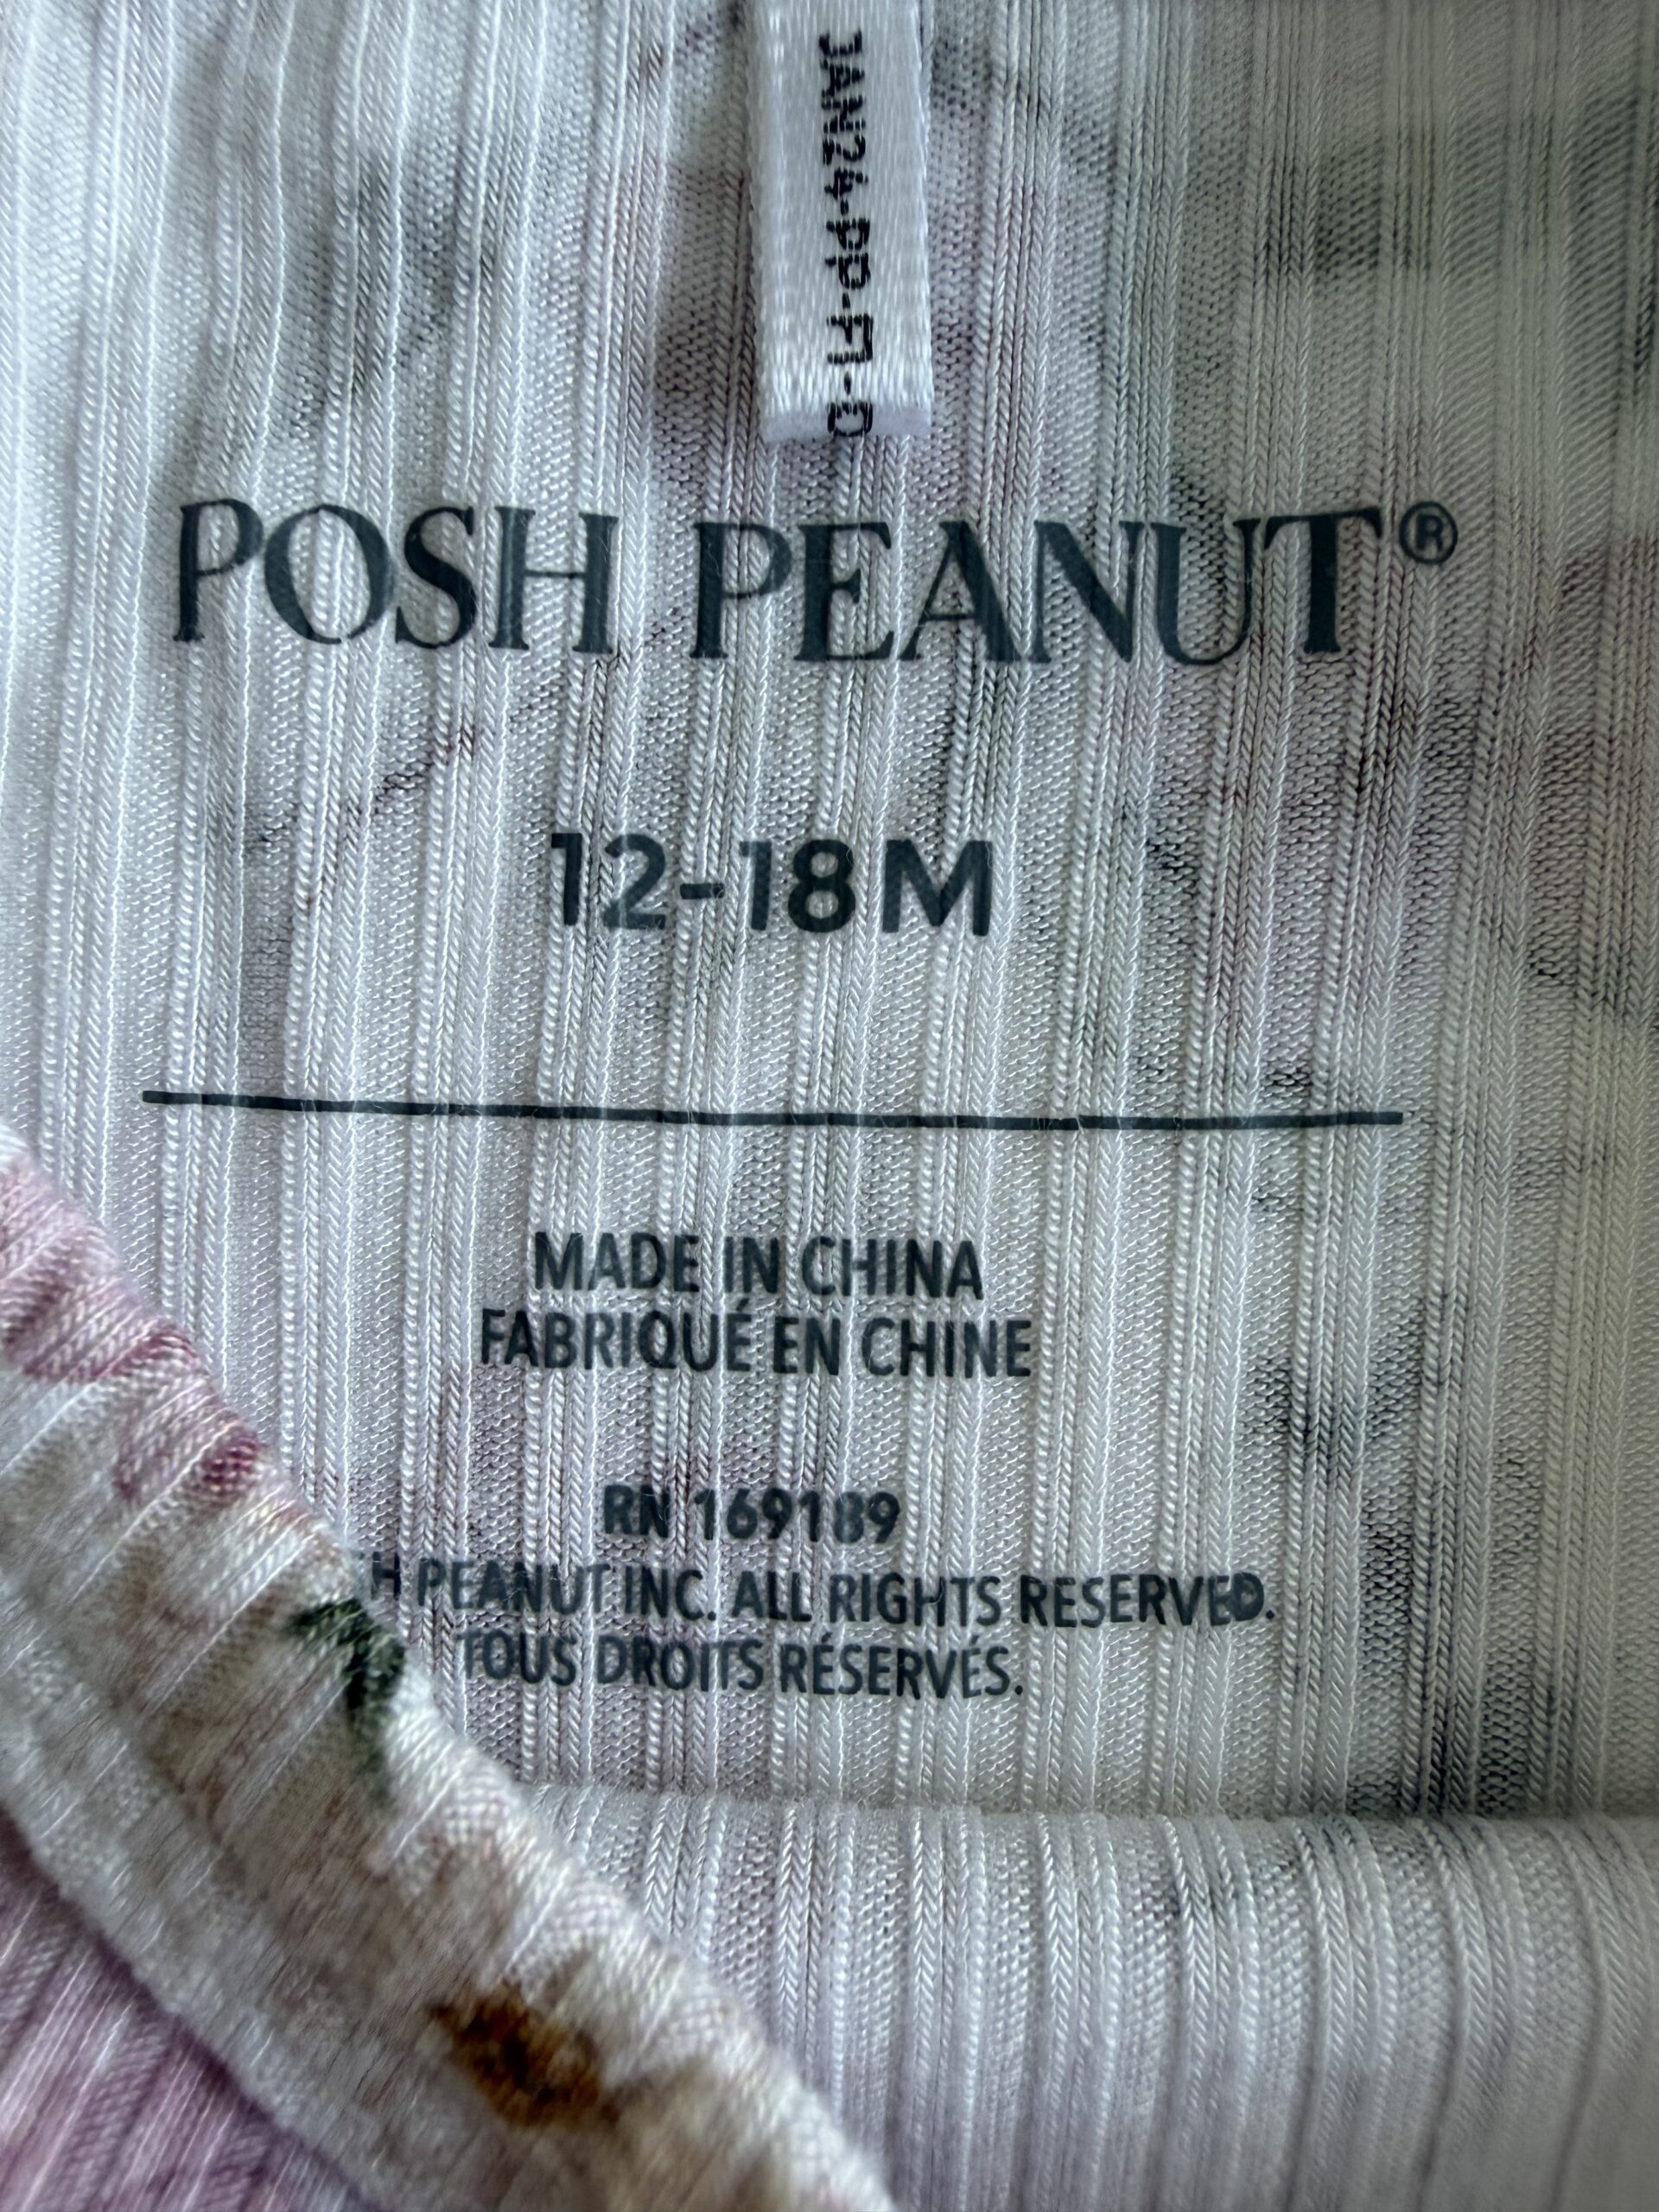 JAN24-PP-F1-D
POSH PEANUT®
12-18M
MADE IN CHINA
FABRIQUÉ EN CHINE
RN 169189
H PEANUT INC. ALL RIGHTS RESERVED.
TOUS DROITS RÉSERVÉS.